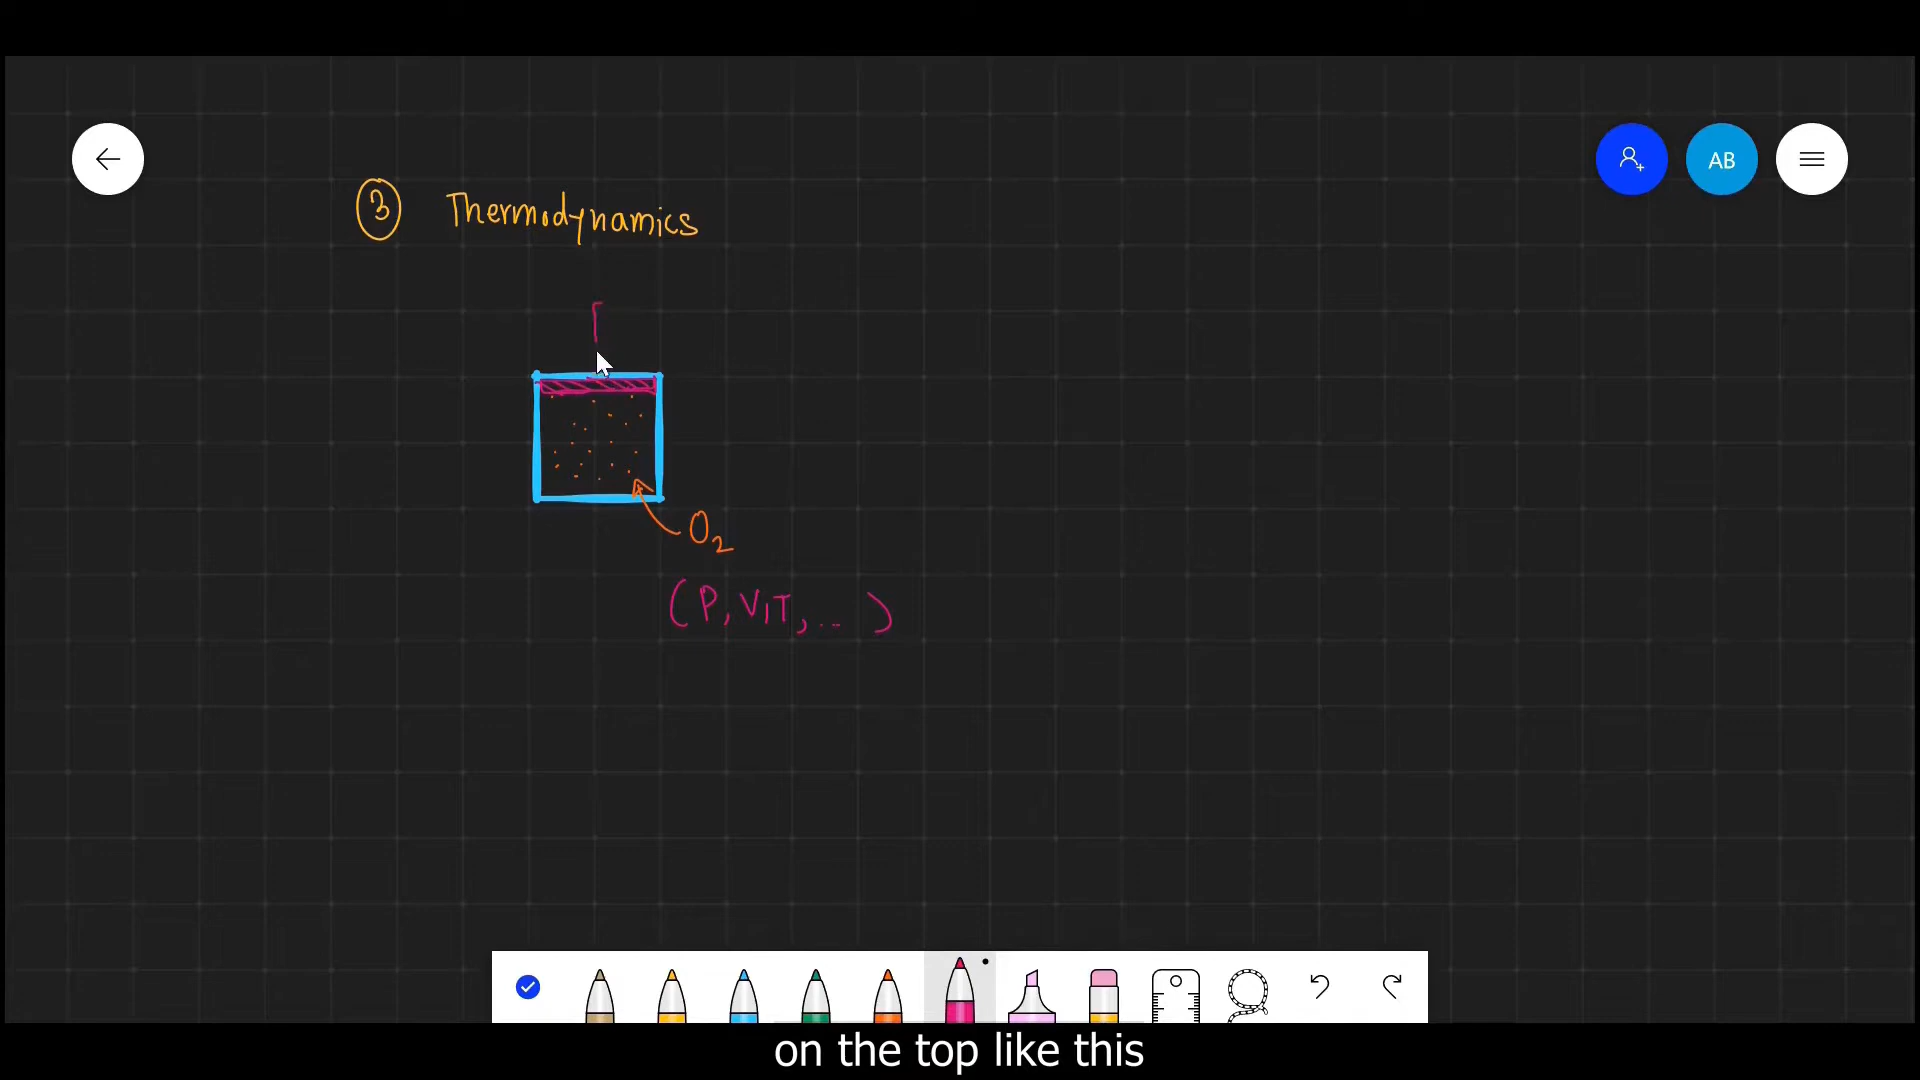 AB
③ Thermodynamics
O₂
(P, V, T, ... )
on the top like this